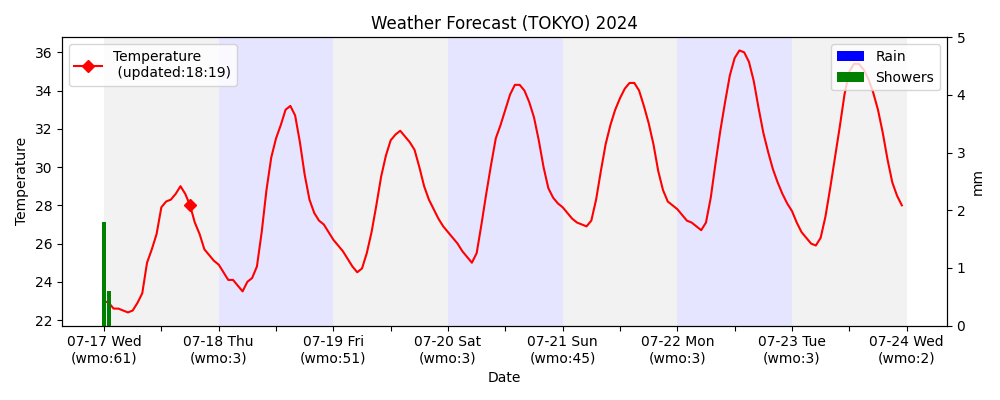 Weather Forecast (TOKYO) 2024
Temperature
(updated:18:19)
Rain
Showers
36
34
32
30
28
26
24
22
Temperature
5
4
3
2
1
0
mm
07-17 Wed
(wmo:61)
07-18 Thu
(wmo:3)
07-19 Fri
(wmo:51)
07-20 Sat
(wmo:3)
07-21 Sun
(wmo:45)
07-22 Mon
(wmo:3)
07-23 Tue
(wmo:3)
07-24 Wed
(wmo:2)
Date